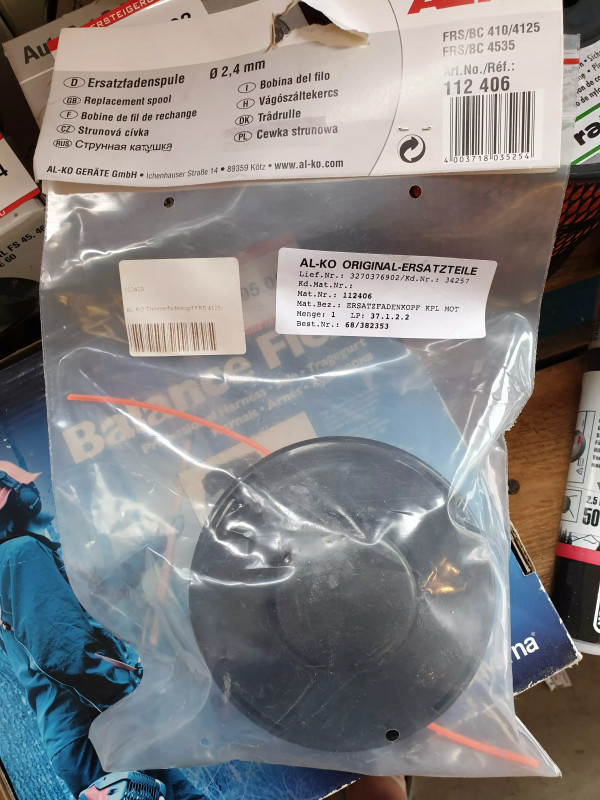 FRS/BC 410/4125
FRS/BC 4535
Art.No./Réf.:
112 406
4 003718 035254
Ø 2,4 mm
D Ersatzfadenspule
GB Replacement spool
F Bobine de fil de rechange
CZ Strunová cívka
RUS Струнная катушка
I Bobina del filo
H Vágószáltekercs
DK Trådrulle
PL Cewka strunowa
AL-KO GERÄTE GmbH • Ichenhauser Straße 14 • 89359 Kötz • www.al-ko.com
AL-KO ORIGINAL-ERSATZTEILE
Lief.Nr.: 3270376902/Kd.Nr.: 34257
Kd.Mat.Nr.:
Mat.Nr.: 112406
Mat.Bez.: ERSATZFADENKOPF KPL MOT
Menge: 1 LP: 37.1.2.2
Best.Nr.: 68/382353
Balance
Professional Harness • Tragegurt